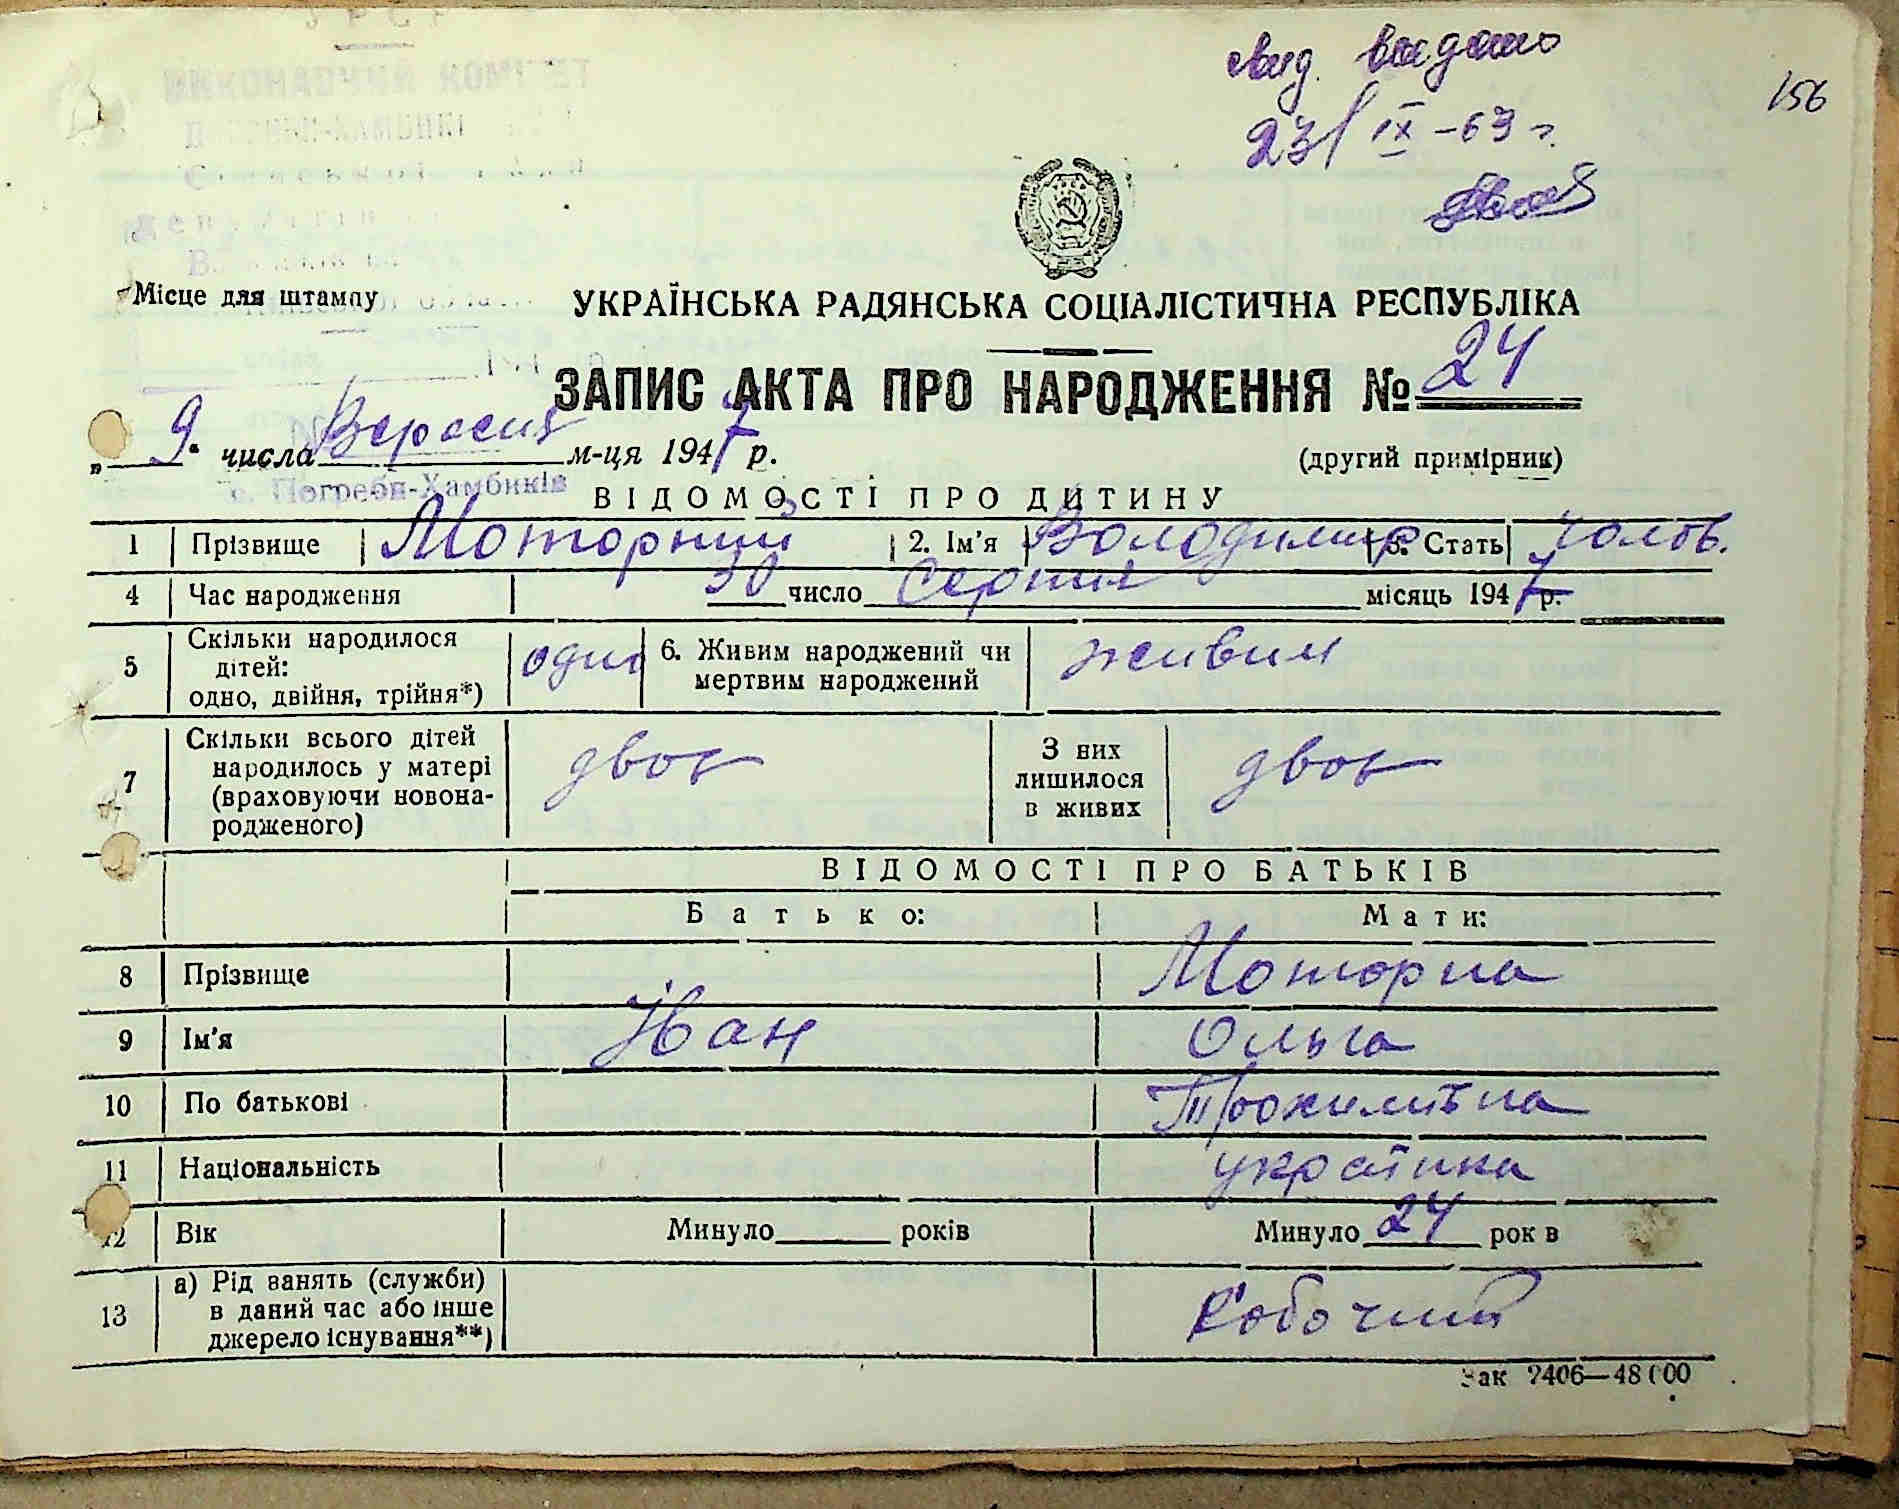 156
видано
23/IX-63 г.
ВИКОНАВЧИЙ КОМІТЕТ
Місце для штампу
УКРАЇНСЬКА РАДЯНСЬКА СОЦІАЛІСТИЧНА РЕСПУБЛІКА
ЗАПИС АКТА ПРО НАРОДЖЕННЯ № 24
„9“ числа Вересня м-ця 1947 р.
(другий примірник)
с. Погреби-Хамбиків
ВІДОМОСТІ ПРО ДИТИНУ
1 Прізвище Моторний 2. Ім'я Володимир 3. Стать чолов.
4 Час народження 30 число Серпня місяць 1947 р.
5 Скільки народилося дітей: одно, двійня, трійня*) одно 6. Живим народжений чи мертвим народжений живим
7 Скільки всього дітей народилось у матері (враховуючи новонародженого) двоє З них лишилося в живих двоє
ВІДОМОСТІ ПРО БАТЬКІВ
Батько: Мати:
8 Прізвище Моторна
9 Ім'я Іван Ольга
10 По батькові
11 Національність українка
12 Вік Минуло років Минуло 24 рок в
13 а) Рід занять (служби) в даний час або інше джерело існування**) Робочий
Зак 2406—48000